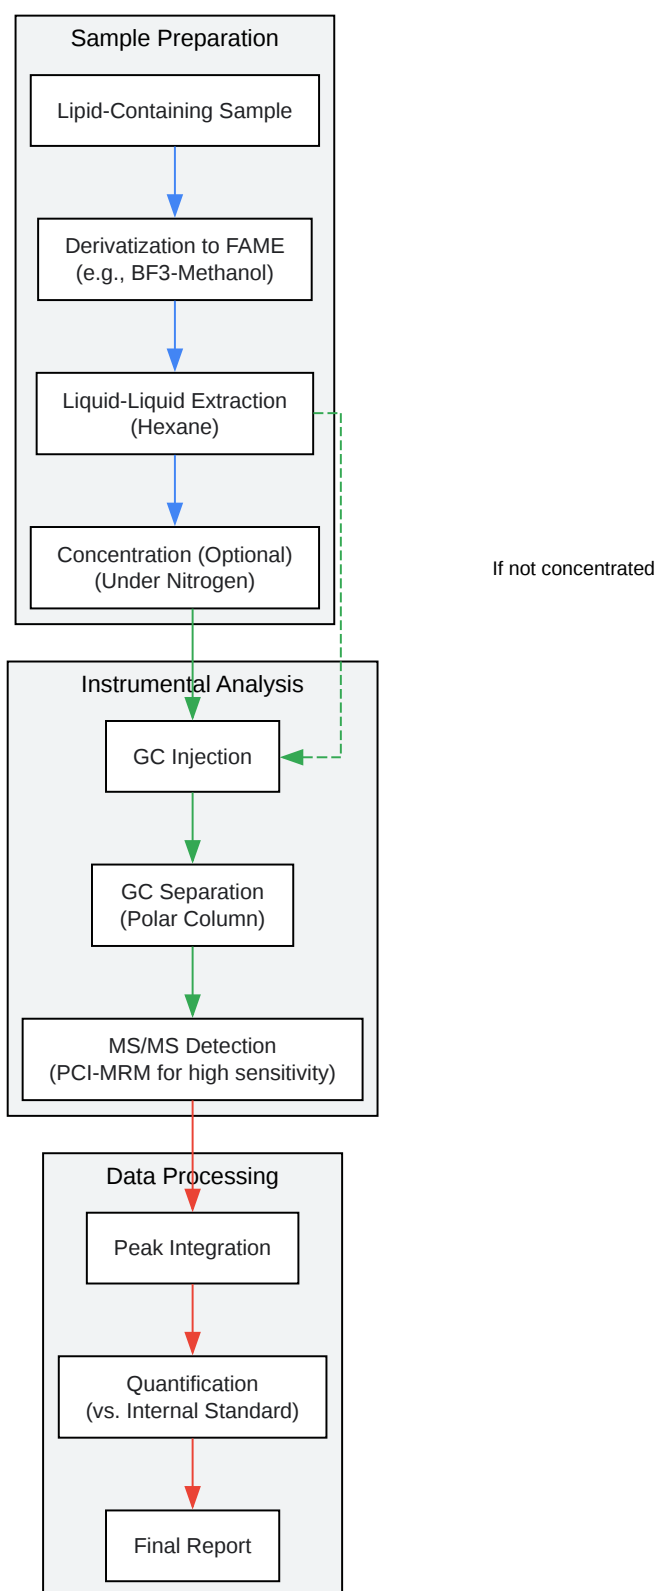 Sample Preparation
Lipid-Containing Sample
Derivatization to FAME
(e.g., BF3-Methanol)
Liquid-Liquid Extraction
(Hexane)
Concentration (Optional)
(Under Nitrogen)
If not concentrated
Instrumental Analysis
GC Injection
GC Separation
(Polar Column)
MS/MS Detection
(PCI-MRM for high sensitivity)
Data Processing
Peak Integration
Quantification
(vs. Internal Standard)
Final Report